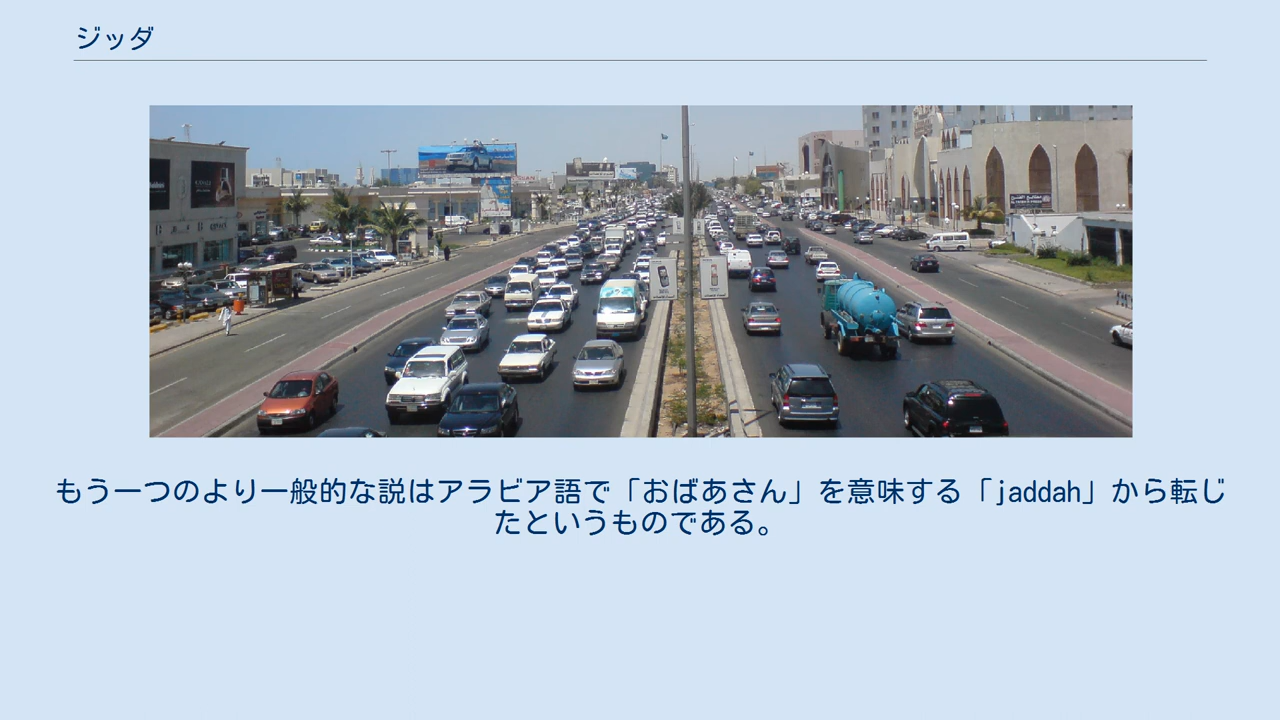 ジッダ
もう一つのより一般的な説はアラビア語で「おばあさん」を意味する「jaddah」から転じ
たというものである。